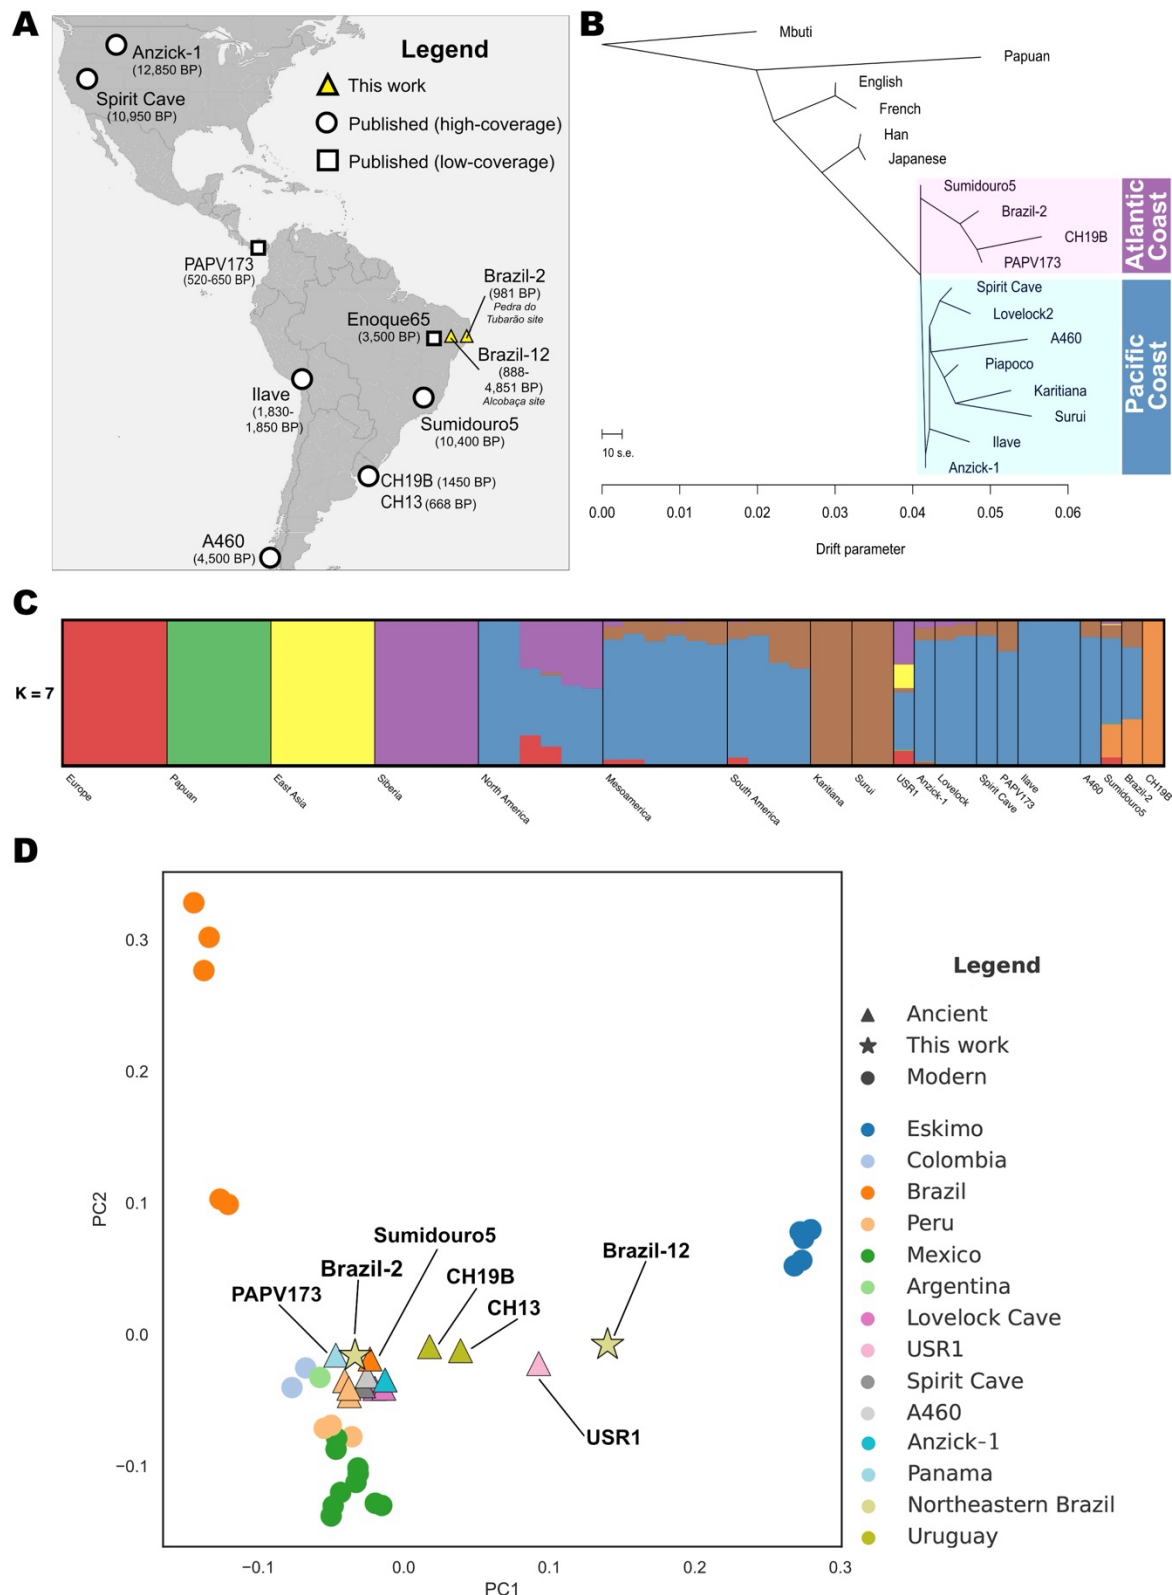 A
Anzick-1
(12,850 BP)
Spirit Cave
(10,950 BP)
Legend
This work
Published (high-coverage)
Published (low-coverage)
PAPV173
(520-650 BP)
Brazil-2
(981 BP)
Pedra do
Tubarão site
Enoque65
(3,500 BP)
Brazil-12
(888-
4,851 BP)
Alcobaça site
Ilave
(1,830-
1,850 BP)
Sumidouro5
(10,400 BP)
CH19B (1450 BP)
CH13 (668 BP)
A460
(4,500 BP)
B
Mbuti
Papuan
English
French
Han
Japanese
Sumidouro5
Brazil-2
CH19B
PAPV173
Atlantic
Coast
Spirit Cave
Lovelock2
A460
Piapoco
Karitiana
Surui
Ilave
Anzick-1
Pacific
Coast
10 s.e.
0.00 0.01 0.02 0.03 0.04 0.05 0.06
Drift parameter
C
K = 7
Europe
Papuan
East Asia
Siberia
North America
Mesoamerica
South America
Karitiana
Surui
USR1
Anzick-1
Lovelock
Spirit Cave
PAPV173
Ilave
A460
Sumidouro5
Brazil-2
CH19B
D
PC2
0.3
0.2
0.1
0.0
−0.1
PAPV173
Brazil-2
Sumidouro5
CH19B
CH13
Brazil-12
USR1
−0.1 0.0 0.1 0.2 0.3
PC1
Legend
Ancient
This work
Modern
Eskimo
Colombia
Brazil
Peru
Mexico
Argentina
Lovelock Cave
USR1
Spirit Cave
A460
Anzick-1
Panama
Northeastern Brazil
Uruguay